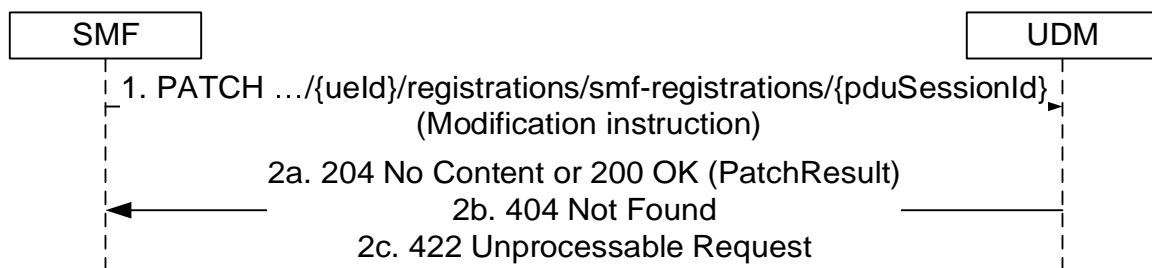 SMF
UDM
1. PATCH …/{ueId}/registrations/smf-registrations/{pduSessionId}
(Modification instruction)
2a. 204 No Content or 200 OK (PatchResult)
2b. 404 Not Found
2c. 422 Unprocessable Request